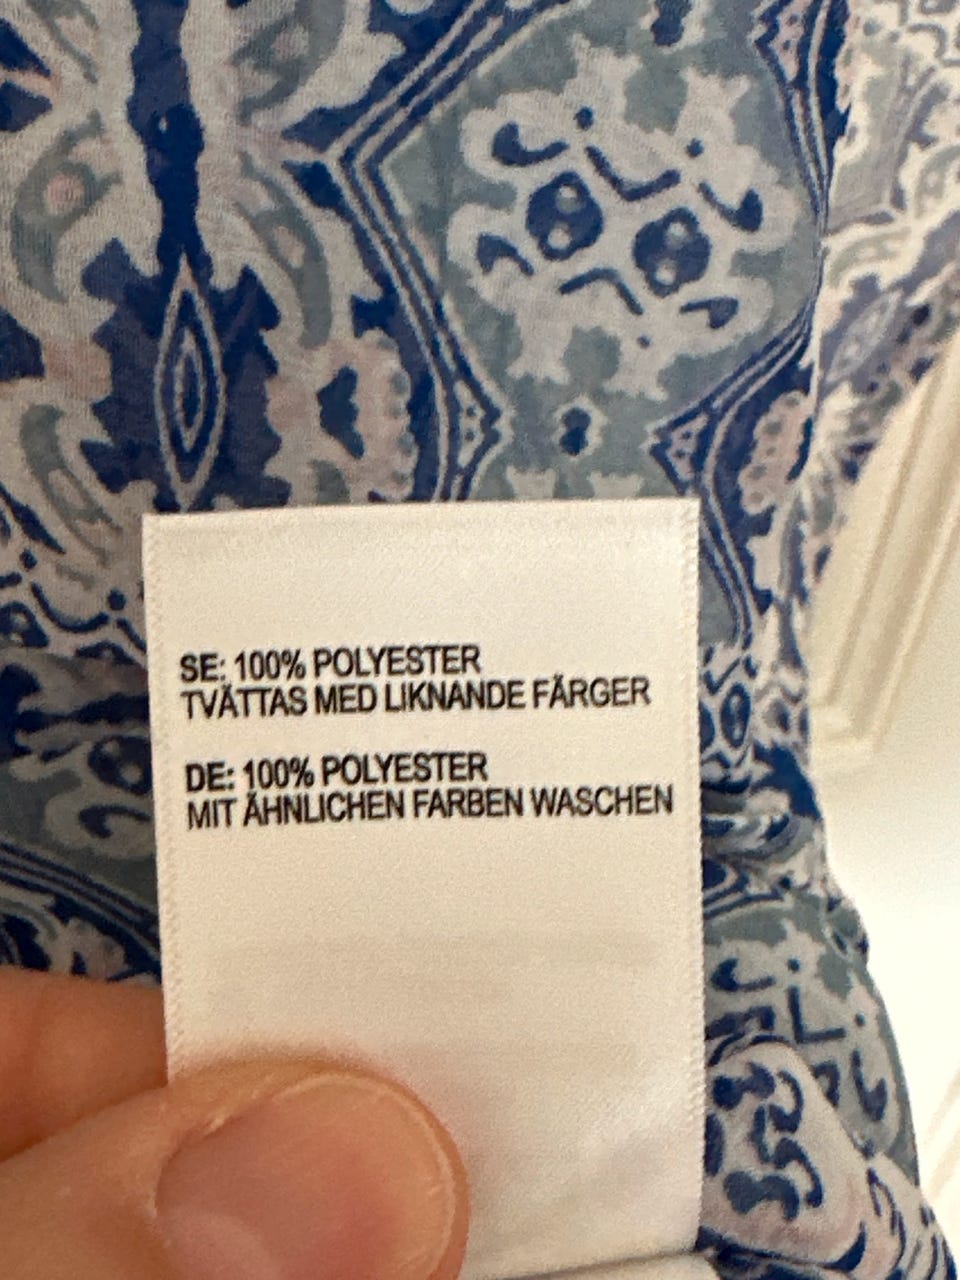 SE: 100% POLYESTER
TVÄTTAS MED LIKNANDE FÄRGER
DE: 100% POLYESTER
MIT ÄHNLICHEN FARBEN WASCHEN